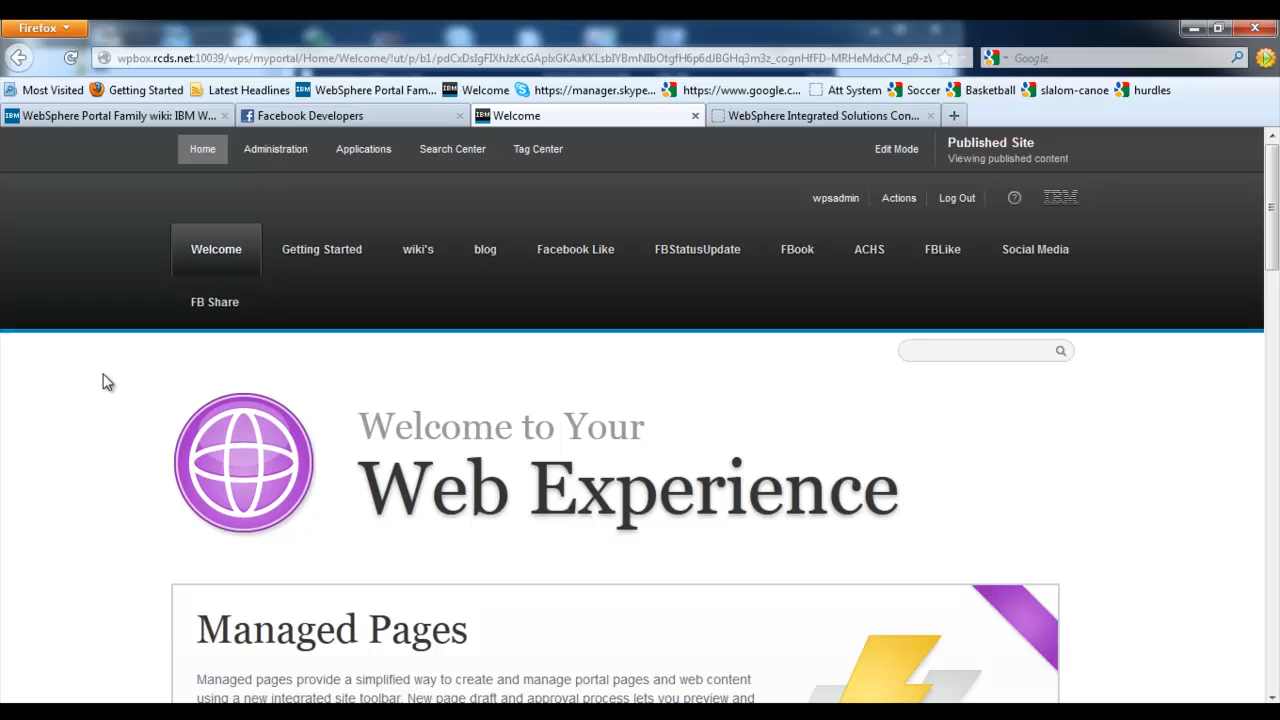 Firefox
wpbox.rcds.net:10039/wps/myportal/Home/Welcome/!ut/p/b1/
Google
Most Visited Getting Started Latest Headlines WebSphere Portal Fam... Welcome https://manager.skype... https://www.google.c... Att System Soccer Basketball slalom-canoe hurdles
WebSphere Portal Family wiki: IBM W... Facebook Developers Welcome WebSphere Integrated Solutions Con...
Home Administration Applications Search Center Tag Center Edit Mode Published Site
Viewing published content
wpsadmin Actions Log Out ? IBM
Welcome Getting Started wiki's blog Facebook Like FBStatusUpdate FBook ACHS FBLike Social Media
FB Share
Welcome to Your
Web Experience
Managed Pages
Managed pages provide a simplified way to create and manage portal pages and web content
using a new integrated site toolbar. New page draft and approval process lets you preview and